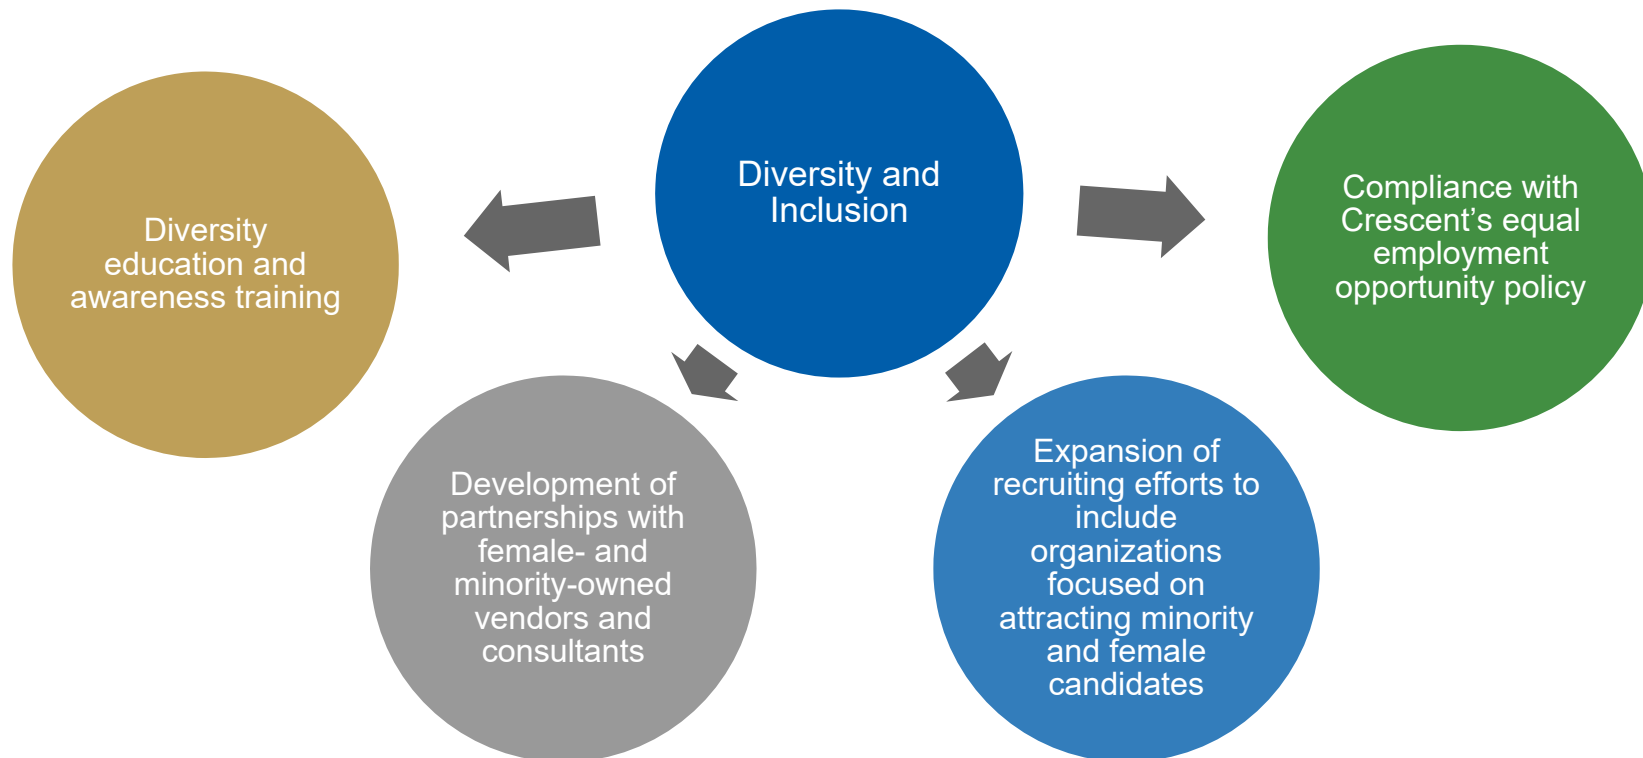 Diversity and
Inclusion
Diversity
education and
awareness training
Development of
partnerships with
female- and
minority-owned
vendors and
consultants
Expansion of
recruiting efforts to
include
organizations
focused on
attracting minority
and female
candidates
Compliance with
Crescent’s equal
employment
opportunity policy